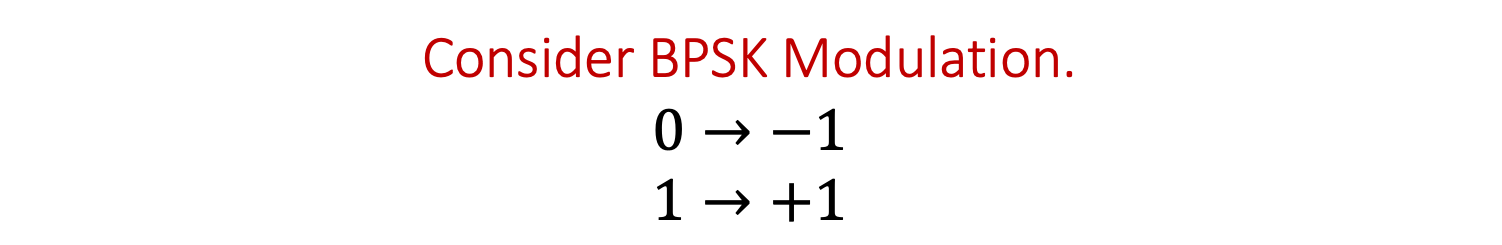 Consider BPSK Modulation.
0 → −1
1 → +1